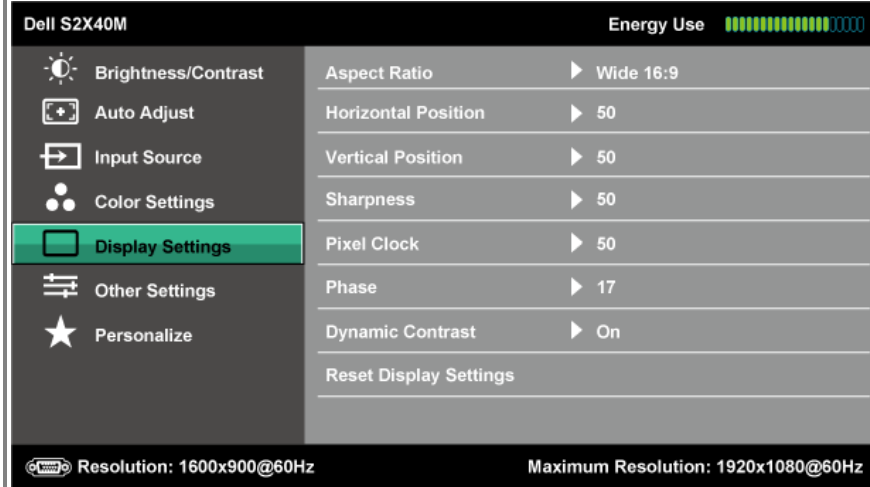 Dell S2X40M Energy Use
Brightness/Contrast
Auto Adjust
Input Source
Color Settings
Display Settings
Other Settings
Personalize
Aspect Ratio Wide 16:9
Horizontal Position 50
Vertical Position 50
Sharpness 50
Pixel Clock 50
Phase 17
Dynamic Contrast On
Reset Display Settings
Resolution: 1600x900@60Hz Maximum Resolution: 1920x1080@60Hz